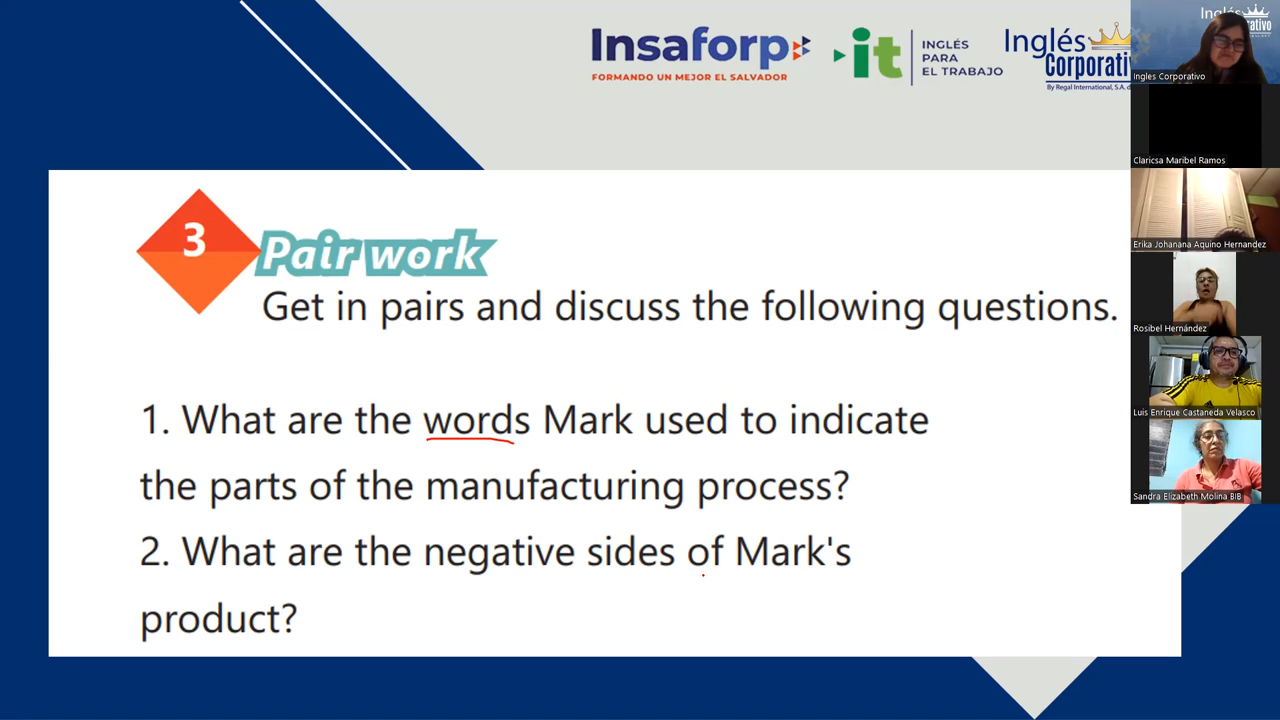 Insaforp
FORMANDO UN MEJOR EL SALVADOR
it
INGLÉS
PARA
EL TRABAJO
Inglés
Corporativ
By Regal International, S.A. d
3
Pair work
Get in pairs and discuss the following questions.
1. What are the words Mark used to indicate
the parts of the manufacturing process?
2. What are the negative sides of Mark's
product?
Ingles Corporativo
Claricsa Maribel Ramos
Erika Johanana Aquino Hernandez
Rosibel Hernández
Luis Enrique Castaneda Velasco
Sandra Elizabeth Molina BIB